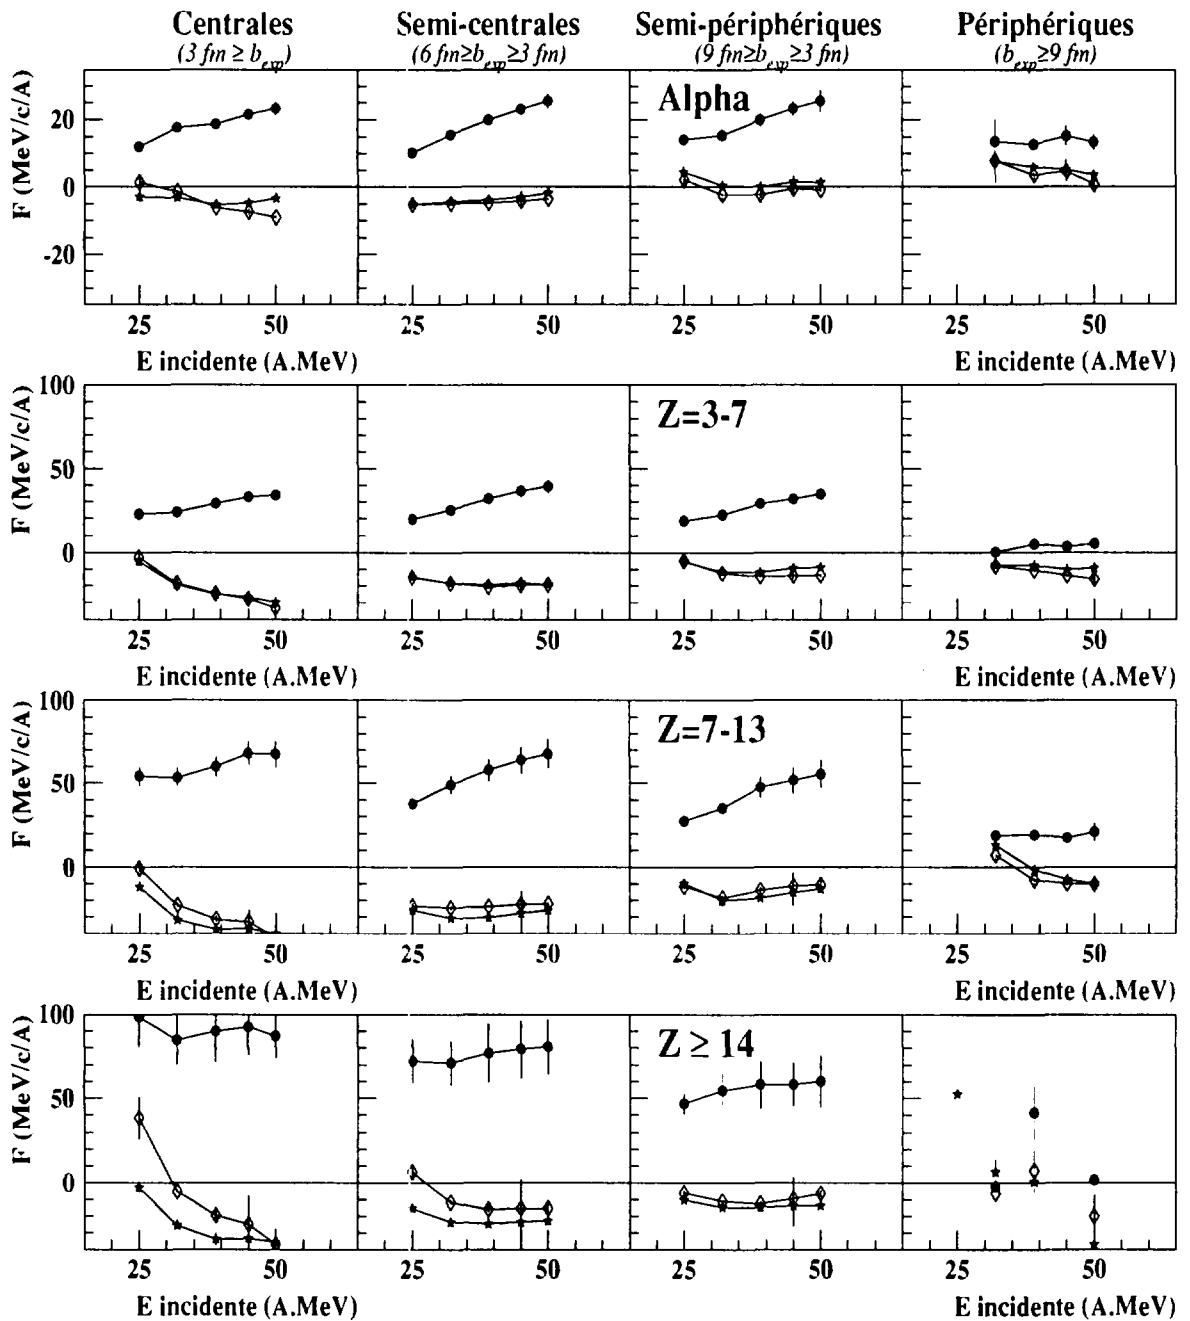 Centrales Semi-centrales Semi-périphériques Périphériques
(3 fm ≥ b_exp) (6 fm≥b_exp≥3 fm) (9 fm≥b_exp≥3 fm) (b_exp≥9 fm)
F (MeV/c/A)
20
0
-20
Alpha
25 50 25 50 25 50 25 50
E incidente (A.MeV) E incidente (A.MeV)
F (MeV/c/A)
100
50
0
Z=3-7
25 50 25 50 25 50 25 50
E incidente (A.MeV) E incidente (A.MeV)
F (MeV/c/A)
100
50
0
Z=7-13
25 50 25 50 25 50 25 50
E incidente (A.MeV) E incidente (A.MeV)
F (MeV/c/A)
100
50
0
Z ≥ 14
25 50 25 50 25 50 25 50
E incidente (A.MeV) E incidente (A.MeV) E incidente (A.MeV) E incidente (A.MeV)